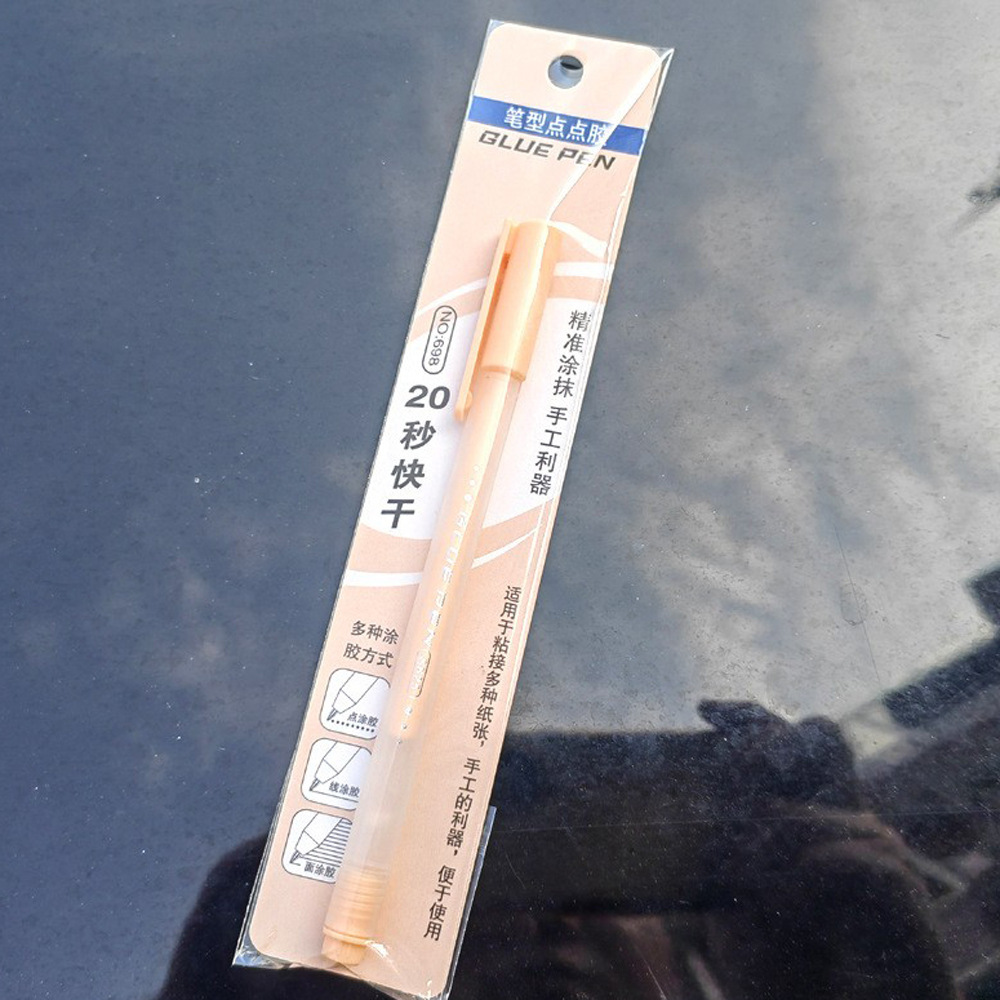 笔型点点胶
GLUE PEN
NO:698
20
秒
快
干
精准涂抹 手工利器
适用于粘接多种纸张，手工的利器，便于使用
多种涂
胶方式
点涂胶
线涂胶
面涂胶